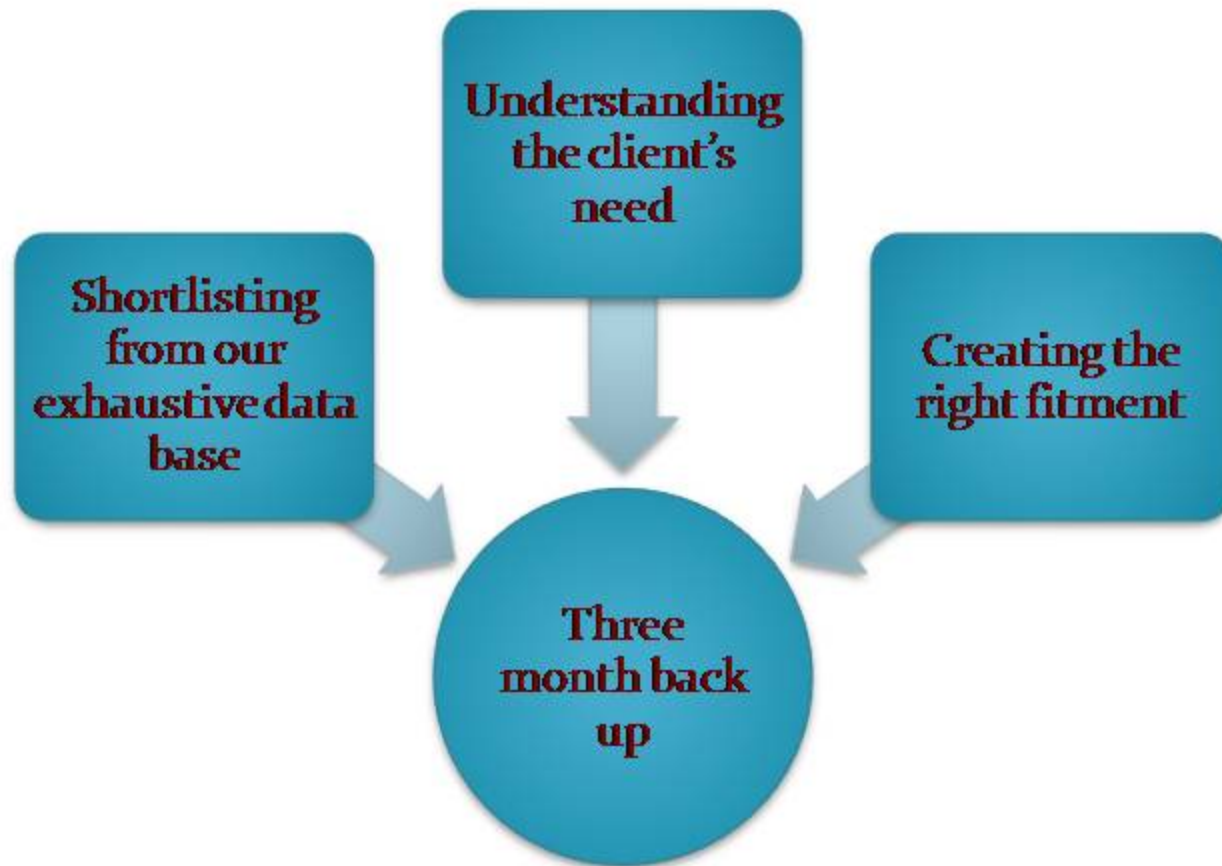 Understanding
the client’s
need
Shortlisting
from our
exhaustive data
base
Creating the
right fitment
Three
month back
up